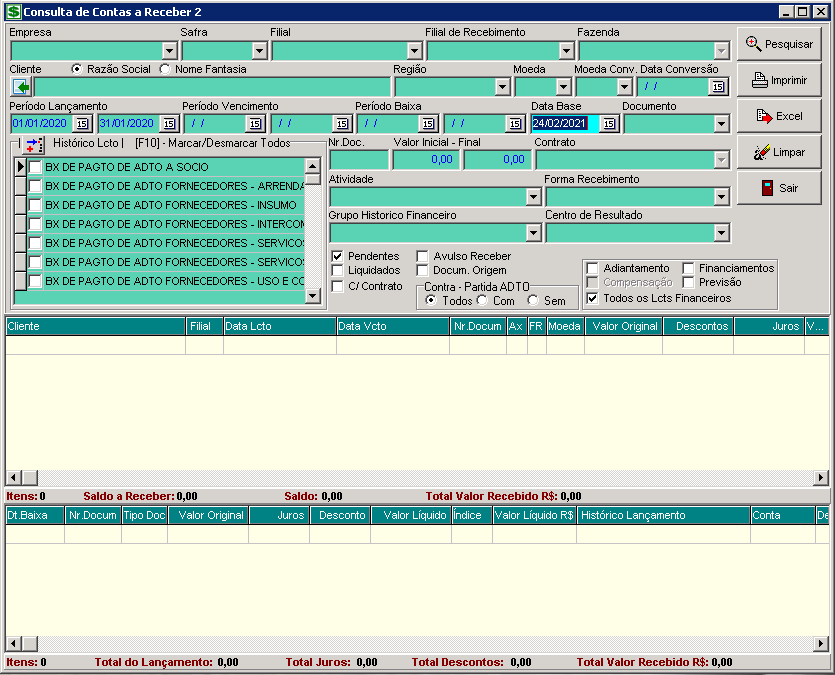 Consulta de Contas a Receber 2
Empresa Safra Filial Filial de Recebimento Fazenda
Pesquisar
Cliente Razão Social Nome Fantasia Região Moeda Moeda Conv. Data Conversão
/ / 15
Imprimir
Período Lançamento Período Vencimento Período Baixa Data Base Documento
01/01/2020 15 31/01/2020 15 / / 15 / / 15 / / 15 / / 15 24/02/2021 15
Excel
Histórico Lcto | [F10] - Marcar/Desmarcar Todos
Nr.Doc. Valor Inicial - Final Contrato
0,00 0,00
Limpar
BX DE PAGTO DE ADTO A SOCIO
BX DE PAGTO DE ADTO FORNECEDORES - ARRENDA
BX DE PAGTO DE ADTO FORNECEDORES - INSUMO
BX DE PAGTO DE ADTO FORNECEDORES - INTERCOM
BX DE PAGTO DE ADTO FORNECEDORES - SERVICOS
BX DE PAGTO DE ADTO FORNECEDORES - SERVICOS
BX DE PAGTO DE ADTO FORNECEDORES - USO E CO
Atividade Forma Recebimento
Sair
Grupo Historico Financeiro Centro de Resultado
Pendentes Avulso Receber
Liquidados Docum. Origem
C/ Contrato
Contra - Partida ADTO
Todos Com Sem
Adiantamento Financiamentos
Compensação Previsão
Todos os Lcts Financeiros
Cliente Filial Data Lcto Data Vcto Nr.Docum Ax FR Moeda Valor Original Descontos Juros V...
Itens: 0 Saldo a Receber: 0,00 Saldo: 0,00 Total Valor Recebido R$: 0,00
Dt.Baixa Nr.Docum Tipo Doc Valor Original Juros Desconto Valor Líquido Índice Valor Líquido R$ Histórico Lançamento Conta De
Itens: 0 Total do Lançamento: 0,00 Total Juros: 0,00 Total Descontos: 0,00 Total Valor Recebido R$: 0,00